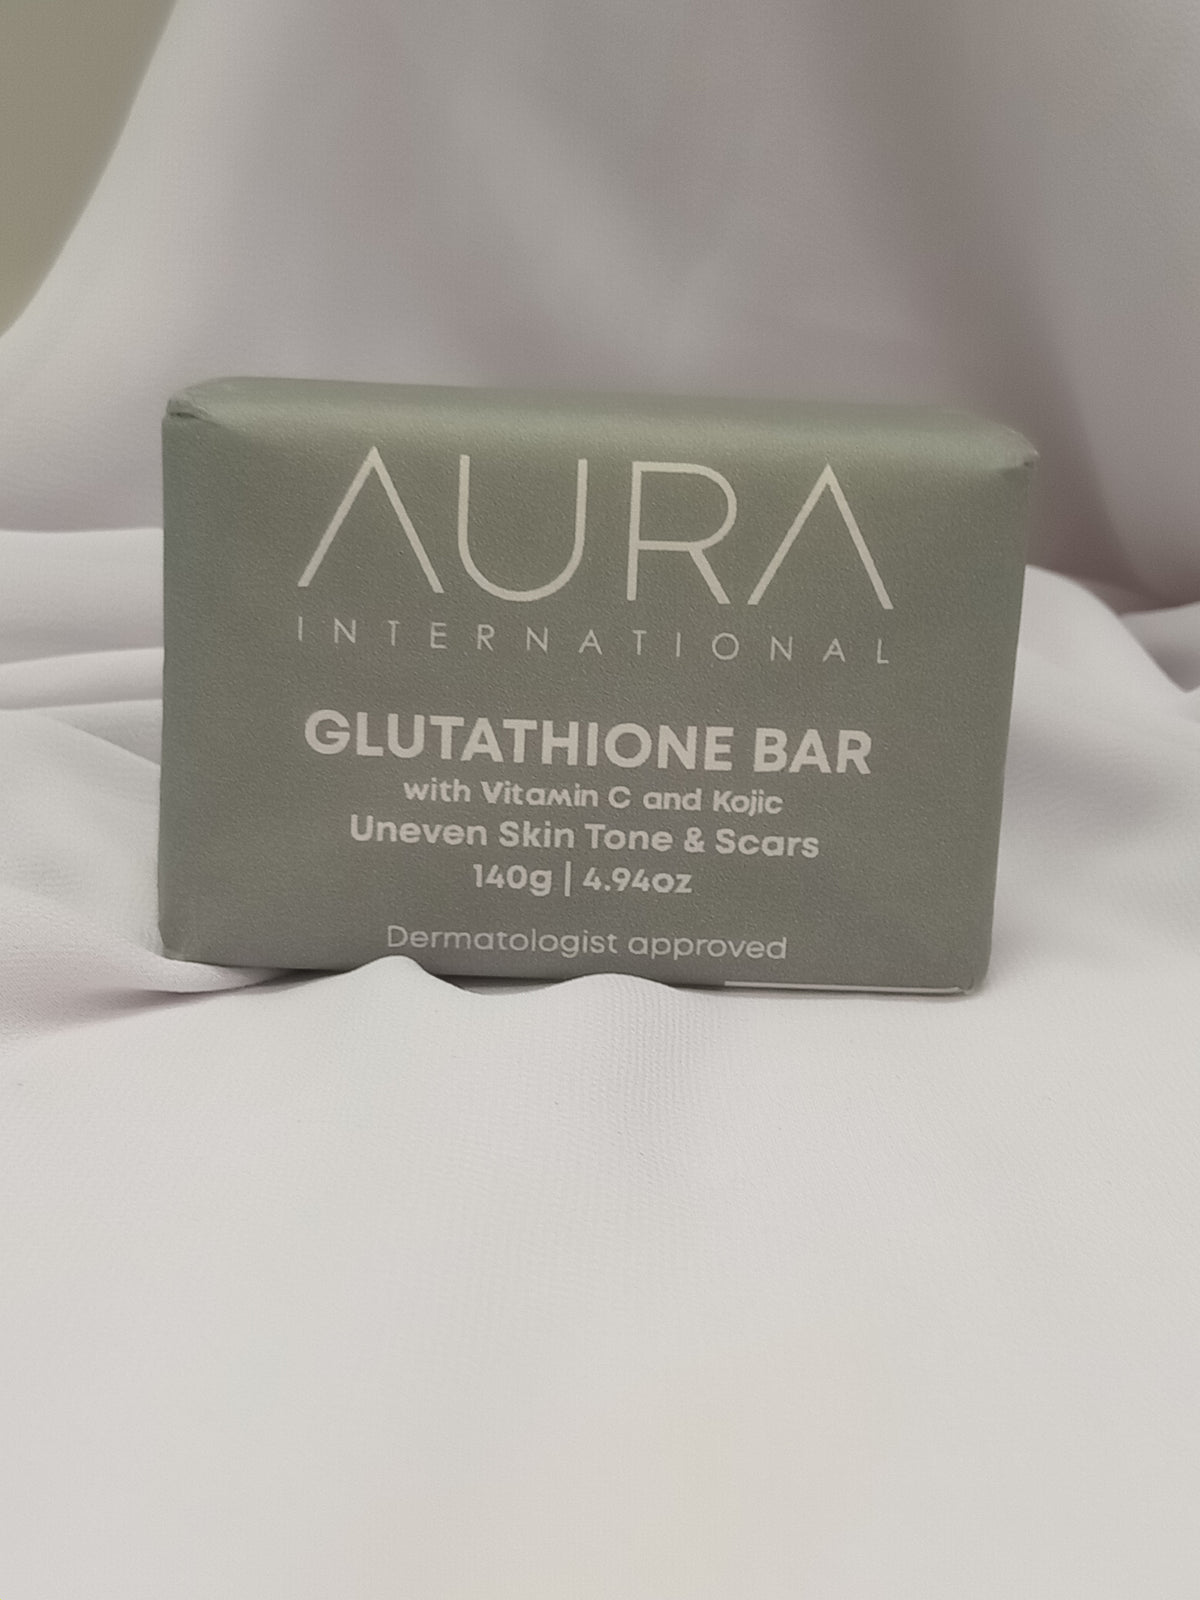 AURA
INTERNATIONAL
GLUTATHIONE BAR
with Vitamin C and Kojic
Uneven Skin Tone & Scars
140g | 4.94oz
Dermatologist approved